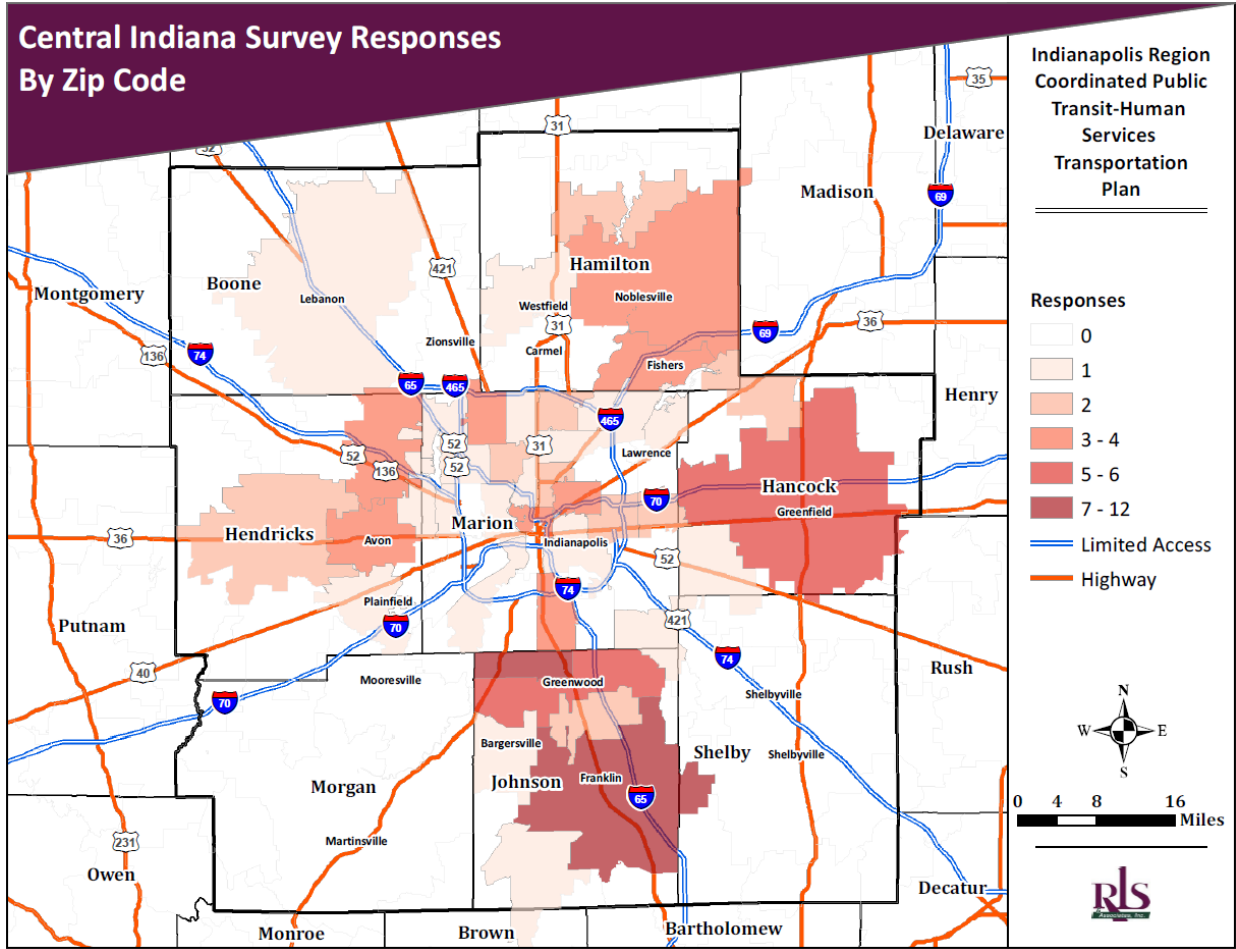 Central Indiana Survey Responses
By Zip Code
Indianapolis Region
Coordinated Public
Transit-Human
Services
Transportation
Plan
31
35
Delaware
52
Madison
69
Boone
421
Hamilton
Montgomery
Lebanon
Westfield
Noblesville
31
69
36
136
74
Zionsville
Carmel
Fishers
65
465
Henry
465
52
31
52
52
136
Lawrence
Hancock
70
Greenfield
Marion
Hendricks
36
Avon
Indianapolis
52
74
Plainfield
70
421
Putnam
74
40
Mooresville
Greenwood
Rush
70
Shelbyville
Bargersville
Shelby
Shelbyville
Morgan
Johnson
Franklin
65
Martinsville
231
Owen
Decatur
Monroe
Brown
Bartholomew
Responses
0
1
2
3 - 4
5 - 6
7 - 12
Limited Access
Highway
N
W
E
S
0 4 8 16
Miles
RLS
& Associates, Inc.